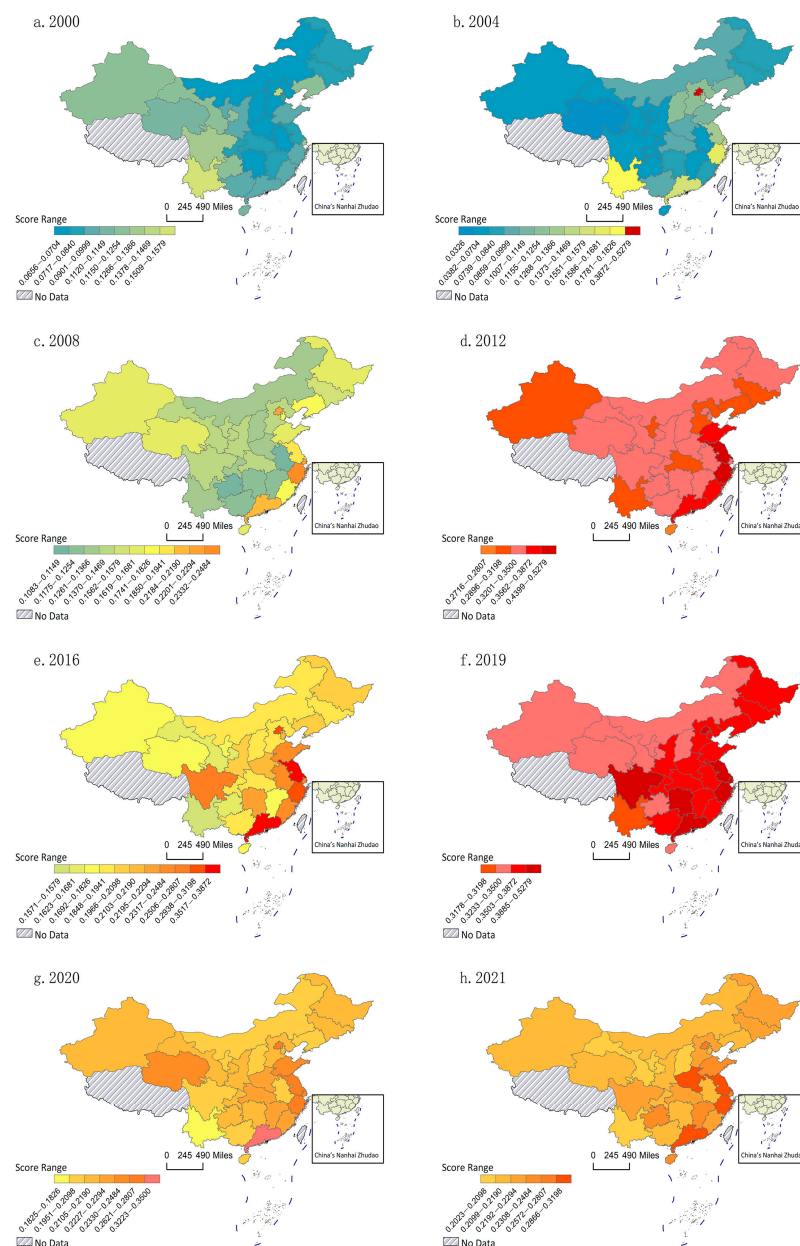 a. 2000
China's Nanhai Zhudao
0 245 490 Miles
Score Range
0.0656—0.0704
0.0717—0.0840
0.0901—0.0999
0.1120—0.1149
0.1150—0.1254
0.1266—0.1366
0.1378—0.1469
0.1509—0.1579
No Data
b. 2004
China's Nanhai Zhudao
0 245 490 Miles
Score Range
0.0326
0.0382—0.0704
0.0739—0.0840
0.0859—0.0999
0.1007—0.1149
0.1155—0.1254
0.1288—0.1366
0.1373—0.1469
0.1551—0.1579
0.1586—0.1681
0.1781—0.1826
0.3872—0.5279
No Data
c. 2008
China's Nanhai Zhudao
0 245 490 Miles
Score Range
0.1083—0.1149
0.1175—0.1254
0.1261—0.1366
0.1370—0.1469
0.1562—0.1579
0.1619—0.1681
0.1741—0.1826
0.1850—0.1941
0.2184—0.2190
0.2201—0.2294
0.2332—0.2484
No Data
d. 2012
China's Nanhai Zhudao
0 245 490 Miles
Score Range
0.2716—0.2807
0.2896—0.3198
0.3201—0.3500
0.3562—0.3872
0.4399—0.5279
No Data
e. 2016
China's Nanhai Zhudao
0 245 490 Miles
Score Range
0.1571—0.1579
0.1623—0.1681
0.1692—0.1826
0.1848—0.1941
0.1966—0.2098
0.2103—0.2190
0.2195—0.2294
0.2317—0.2484
0.2506—0.2807
0.2938—0.3198
0.3517—0.3872
No Data
f. 2019
China's Nanhai Zhudao
0 245 490 Miles
Score Range
0.3178—0.3198
0.3233—0.3500
0.3503—0.3872
0.3885—0.5279
No Data
g. 2020
China's Nanhai Zhudao
0 245 490 Miles
Score Range
0.1825—0.1826
0.1951—0.2098
0.2105—0.2190
0.2227—0.2294
0.2330—0.2484
0.2621—0.2807
0.3223—0.3500
No Data
h. 2021
China's Nanhai Zhudao
0 245 490 Miles
Score Range
0.2023—0.2098
0.2099—0.2190
0.2192—0.2294
0.2308—0.2484
0.2572—0.2807
0.2866—0.3198
No Data